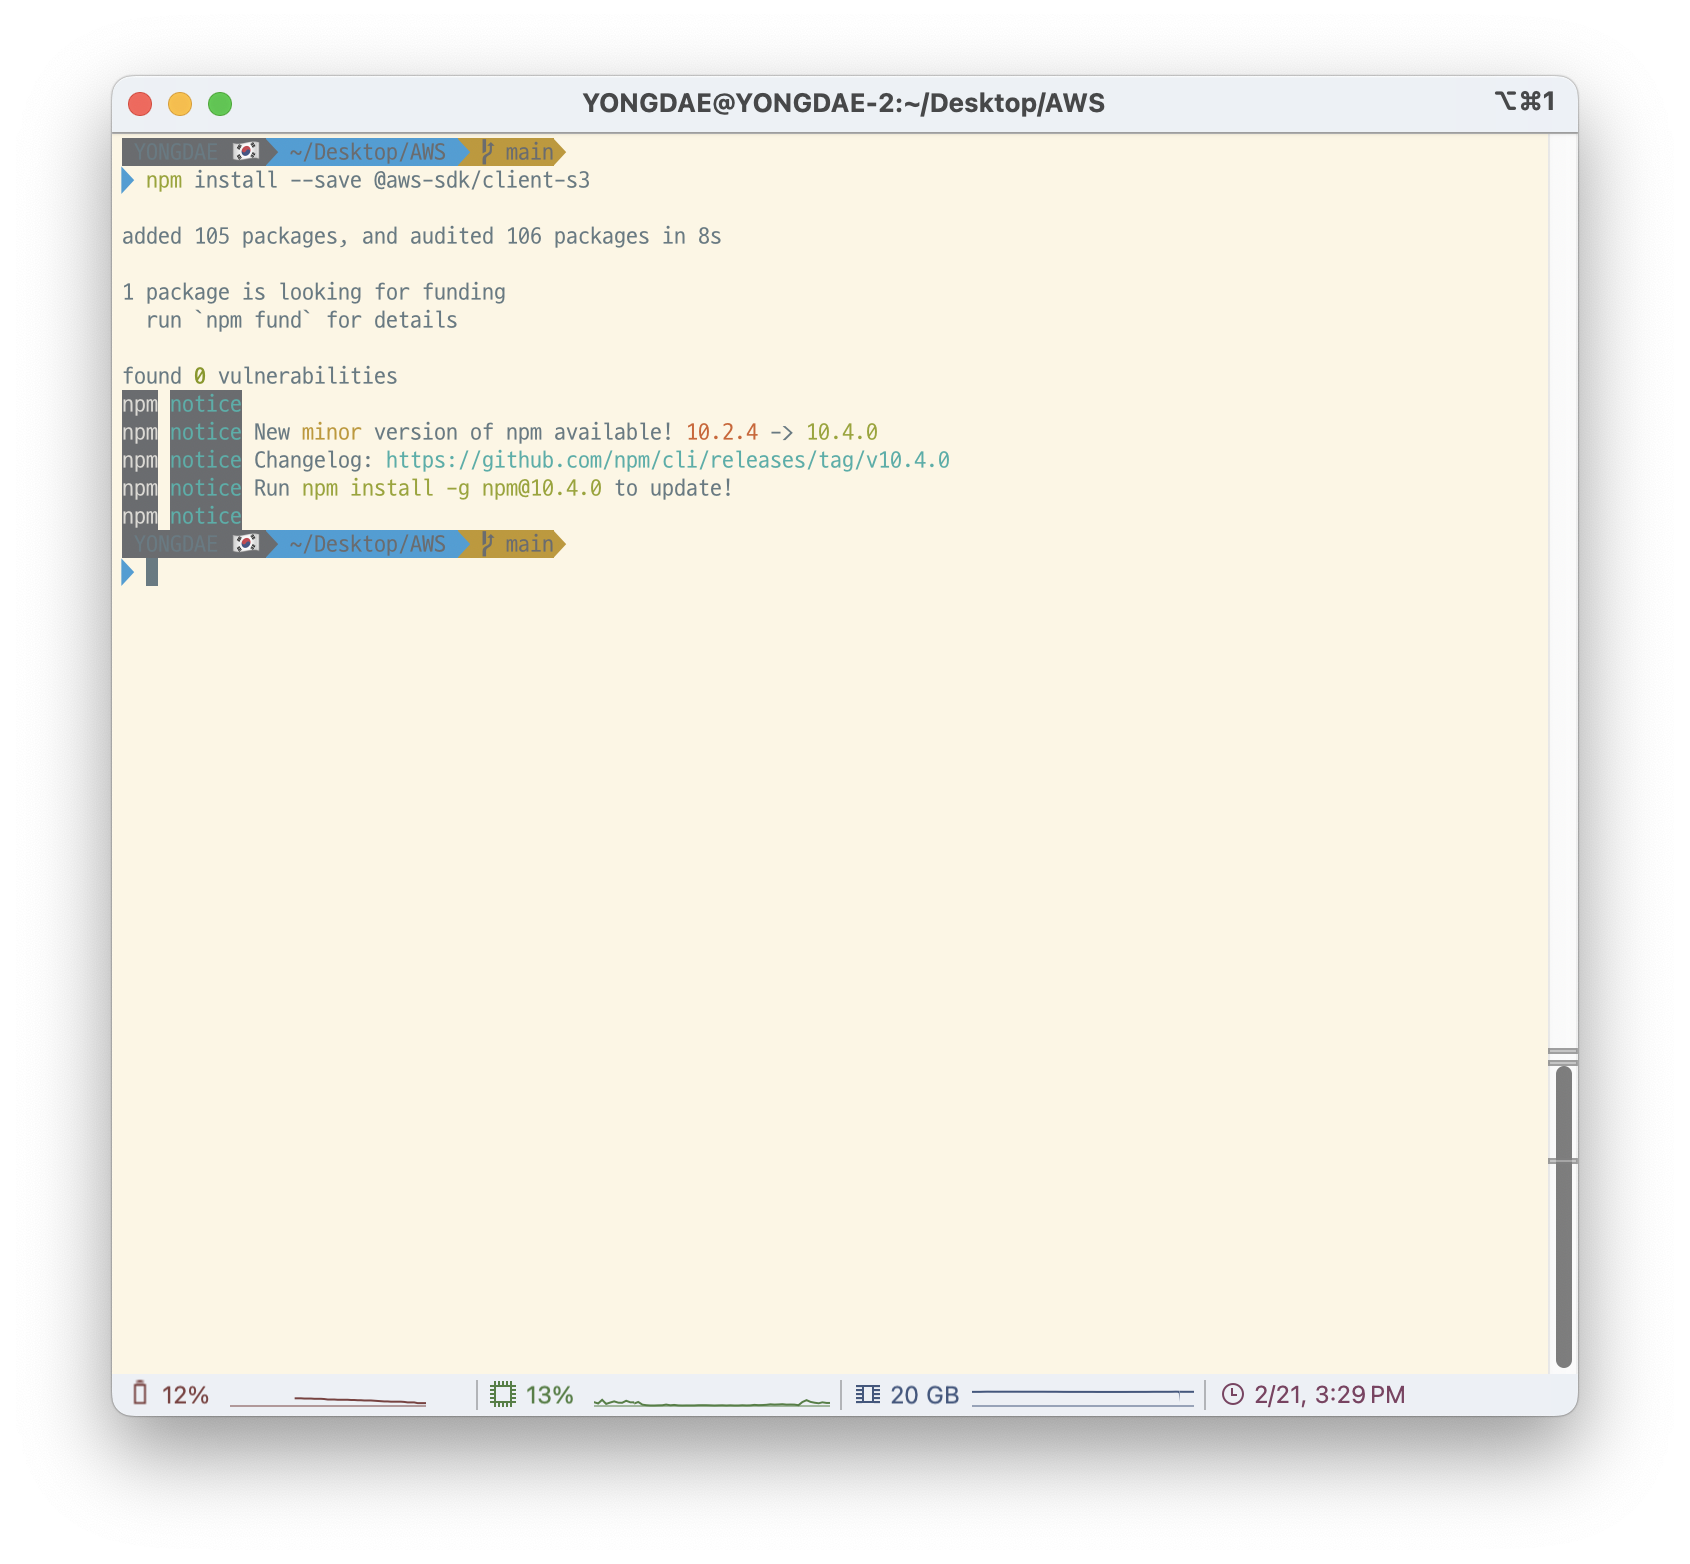 YONGDAE@YONGDAE-2:~/Desktop/AWS ⌥⌘1
YONGDAE 🇰🇷 ~/Desktop/AWS main
npm install --save @aws-sdk/client-s3
added 105 packages, and audited 106 packages in 8s
1 package is looking for funding
run `npm fund` for details
found 0 vulnerabilities
npm notice
npm notice New minor version of npm available! 10.2.4 -> 10.4.0
npm notice Changelog: https://github.com/npm/cli/releases/tag/v10.4.0
npm notice Run npm install -g npm@10.4.0 to update!
npm notice
YONGDAE 🇰🇷 ~/Desktop/AWS main
12% 13% 20 GB 2/21, 3:29 PM